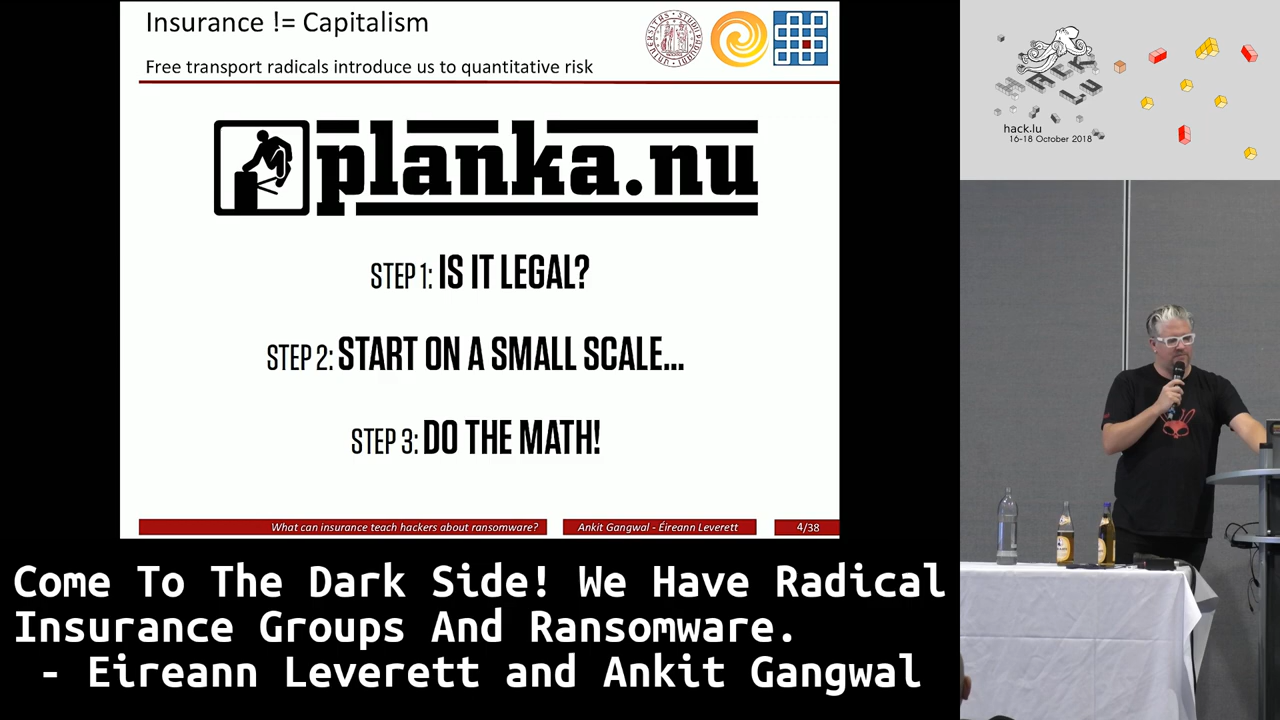 Insurance != Capitalism
Free transport radicals introduce us to quantitative risk
planka.nu
STEP 1: IS IT LEGAL?
STEP 2: START ON A SMALL SCALE...
STEP 3: DO THE MATH!
What can insurance teach hackers about ransomware?
Ankit Gangwal - Éireann Leverett
4/38
HACK
LU
hack.lu
16-18 October 2018
Come To The Dark Side! We Have Radical
Insurance Groups And Ransomware.
- Eireann Leverett and Ankit Gangwal